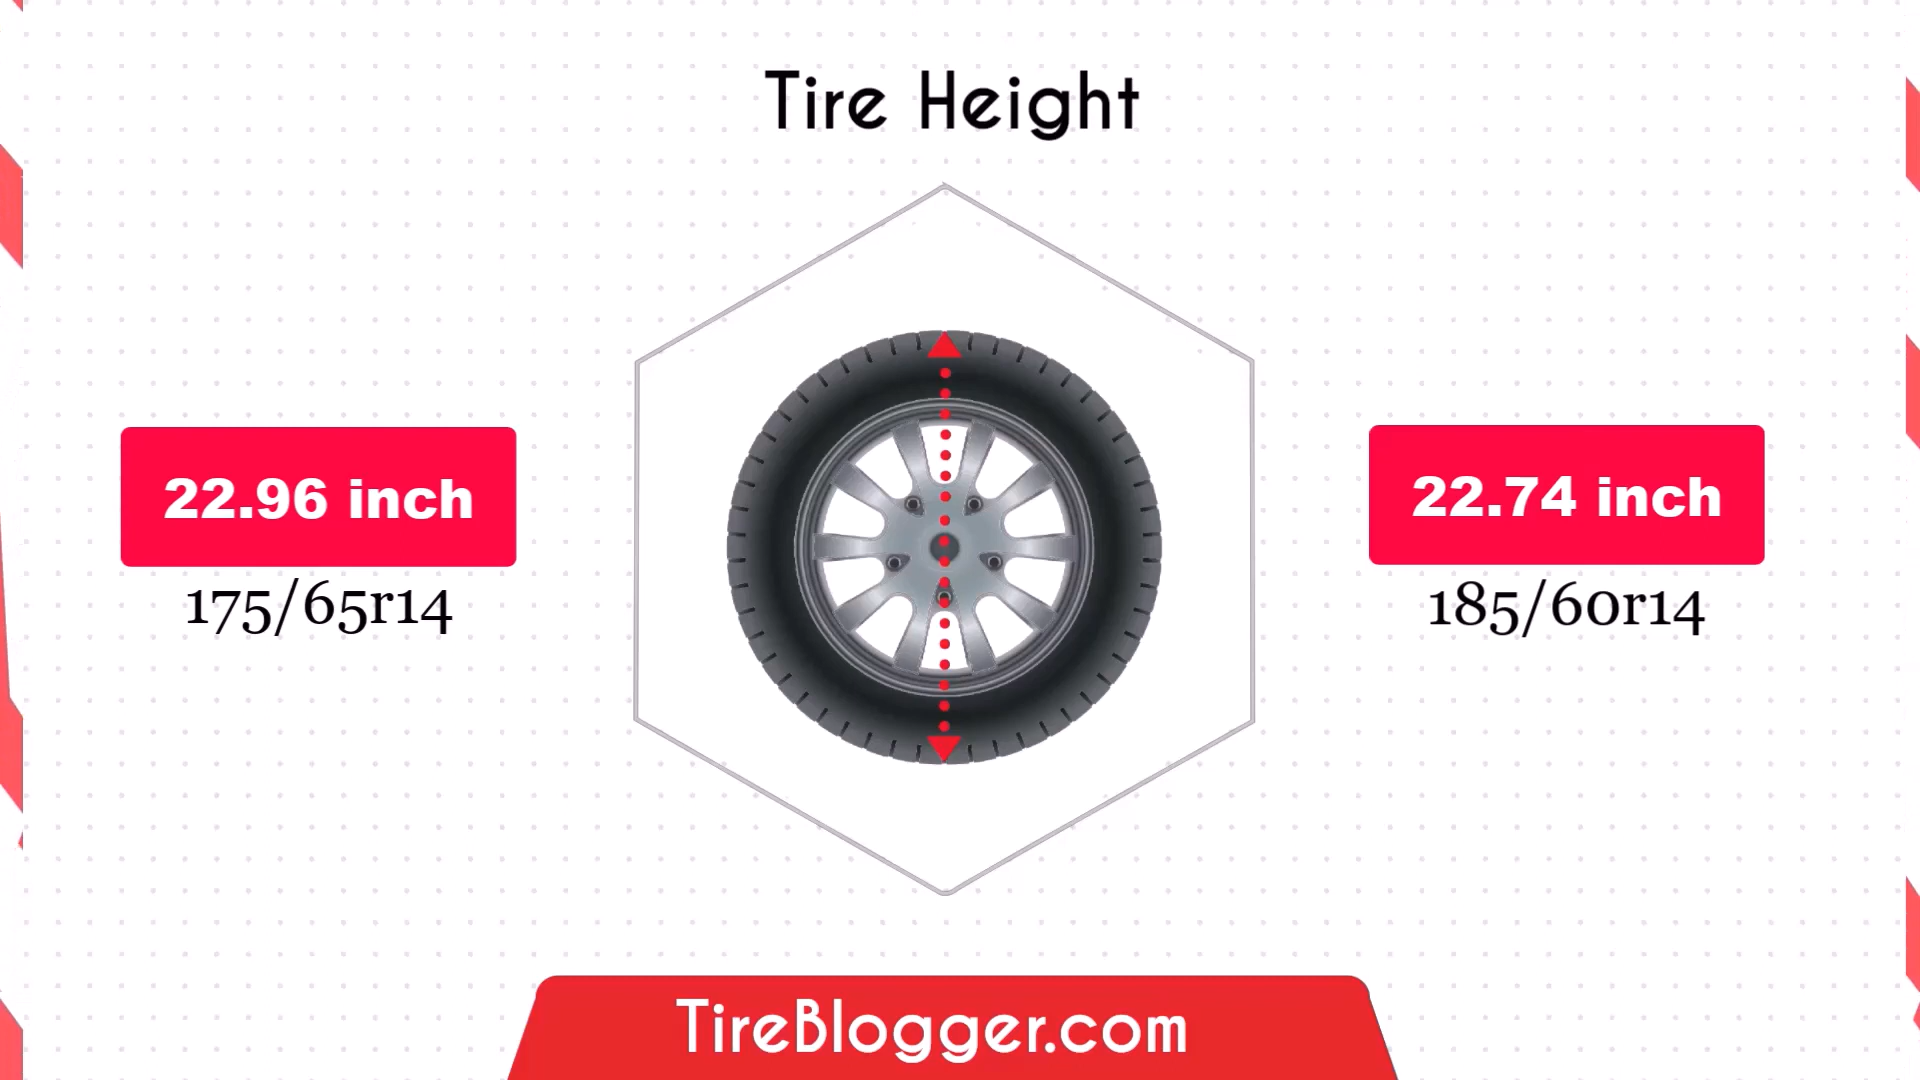 Tire Height
22.96 inch
175/65r14
22.74 inch
185/60r14
TireBlogger.com